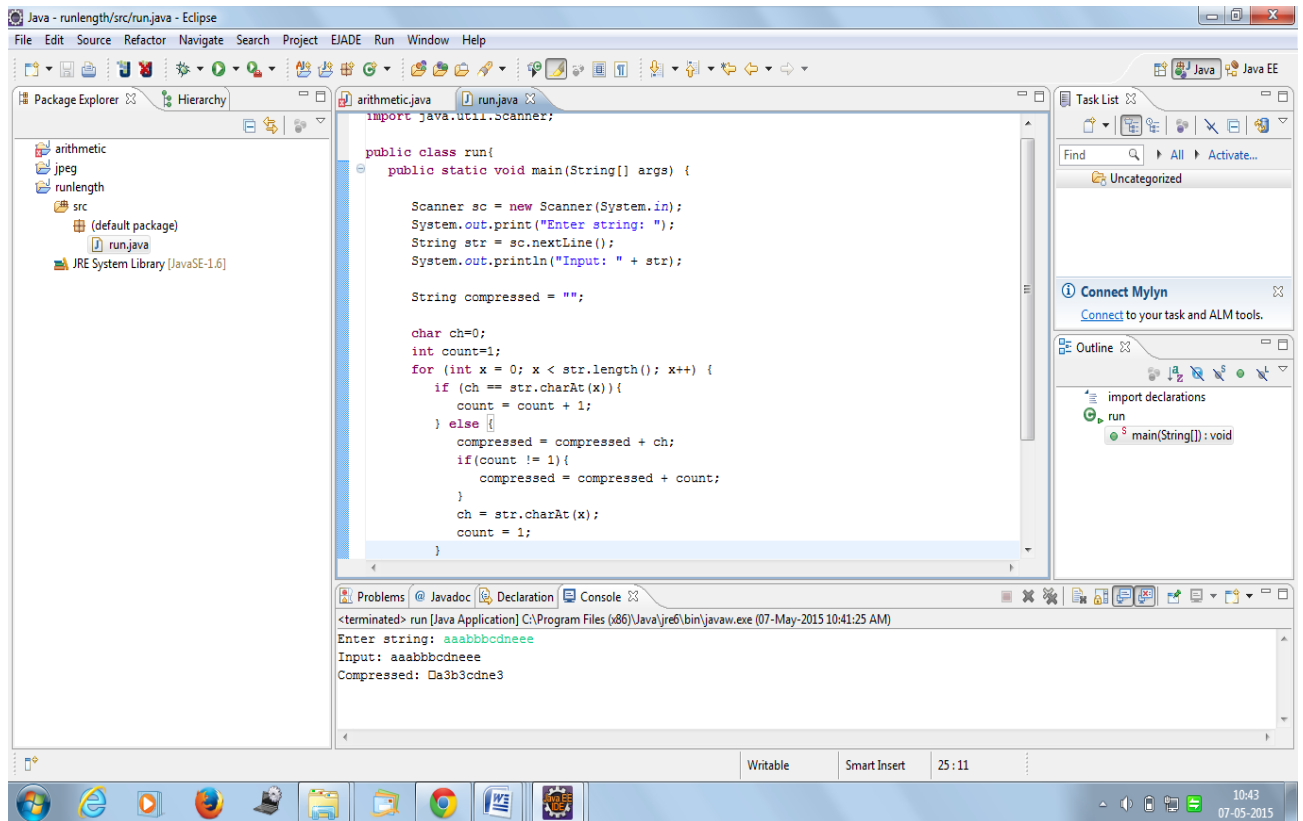 Java - runlength/src/run.java - Eclipse
File Edit Source Refactor Navigate Search Project EJADE Run Window Help
Java Java EE
Package Explorer Hierarchy
arithmetic
jpeg
runlength
src
(default package)
run.java
JRE System Library [JavaSE-1.6]
arithmetic.java run.java
import java.util.Scanner;
public class run{
public static void main(String[] args) {
Scanner sc = new Scanner(System.in);
System.out.print("Enter string: ");
String str = sc.nextLine();
System.out.println("Input: " + str);
String compressed = "";
char ch=0;
int count=1;
for (int x = 0; x < str.length(); x++) {
if (ch == str.charAt(x)){
count = count + 1;
} else {
compressed = compressed + ch;
if(count != 1){
compressed = compressed + count;
}
ch = str.charAt(x);
count = 1;
}
Task List
Find All Activate...
Uncategorized
Connect Mylyn
Connect to your task and ALM tools.
Outline
import declarations
run
main(String[]) : void
Problems Javadoc Declaration Console
<terminated> run [Java Application] C:\Program Files (x86)\Java\jre6\bin\javaw.exe (07-May-2015 10:41:25 AM)
Enter string: aaabbbcdneee
Input: aaabbbcdneee
Compressed: □a3b3cdne3
Writable Smart Insert 25 : 11
Java EE
IDE
10:43
07-05-2015